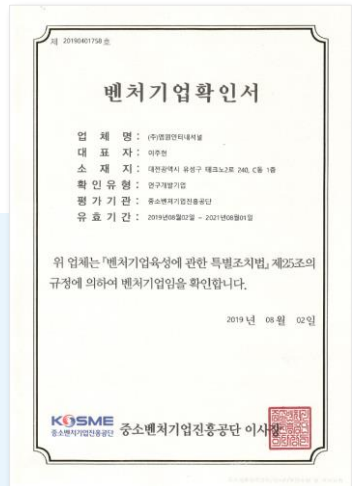 제 20190401758 호
벤처기업확인서
업 체 명 : (주)엠원인터내셔널
대 표 자 : 이주현
소 재 지 : 대전광역시 유성구 테크노2로 240, C동 1층
확 인 유 형 : 연구개발기업
평 가 기 관 : 중소벤처기업진흥공단
유 효 기 간 : 2019년08월02일 ~ 2021년08월01일
위 업체는 「벤처기업육성에 관한 특별조치법」 제25조의
규정에 의하여 벤처기업임을 확인합니다.
2019 년 08 월 02일
KOSME
중소벤처기업진흥공단
중소벤처기업진흥공단 이사장